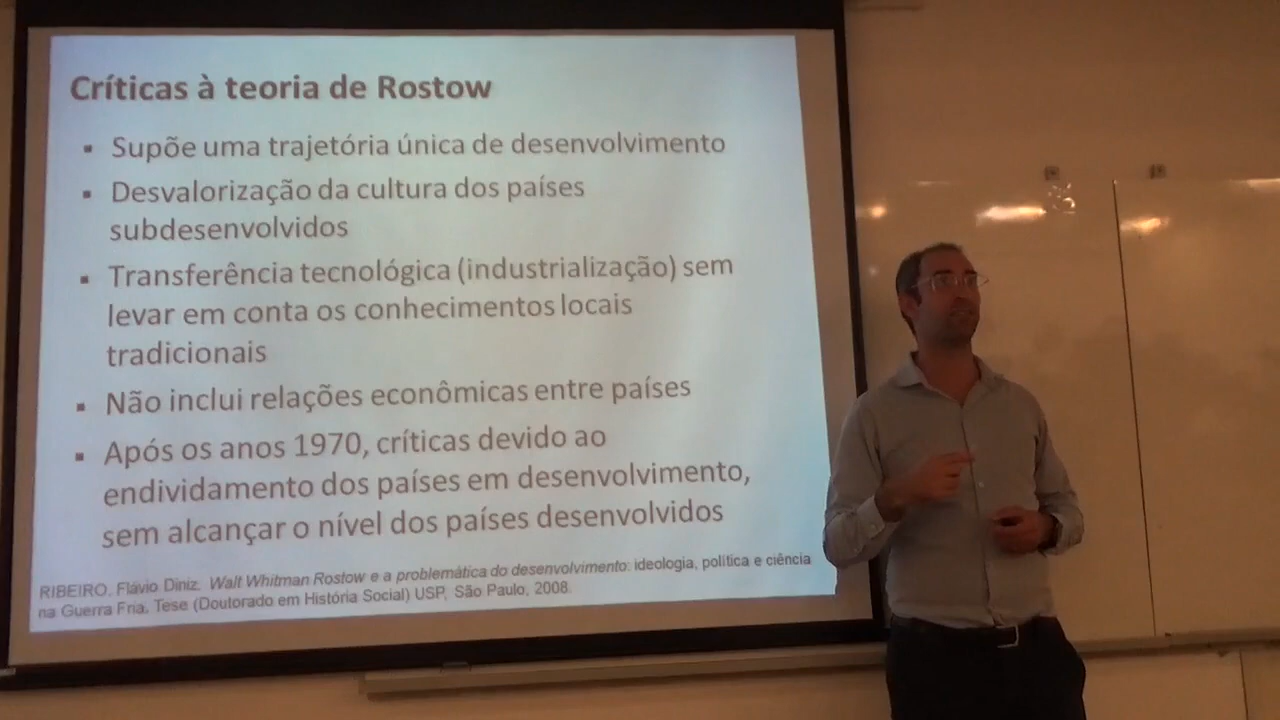 Críticas à teoria de Rostow
▪ Supõe uma trajetória única de desenvolvimento
▪ Desvalorização da cultura dos países
subdesenvolvidos
▪ Transferência tecnológica (industrialização) sem
levar em conta os conhecimentos locais
tradicionais
▪ Não inclui relações econômicas entre países
▪ Após os anos 1970, críticas devido ao
endividamento dos países em desenvolvimento,
sem alcançar o nível dos países desenvolvidos
RIBEIRO, Flávio Diniz. Walt Whitman Rostow e a problemática do desenvolvimento: ideologia, política e ciência
na Guerra Fria. Tese (Doutorado em História Social) USP, São Paulo, 2008.